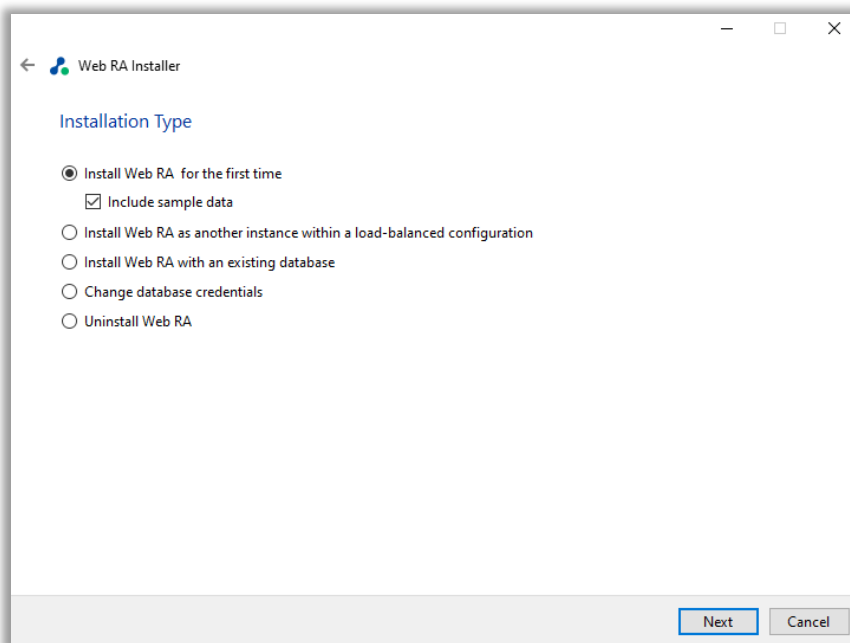 Web RA Installer
Installation Type
Install Web RA  for the first time
Include sample data
Install Web RA as another instance within a load-balanced configuration
Install Web RA with an existing database
Change database credentials
Uninstall Web RA
Next Cancel